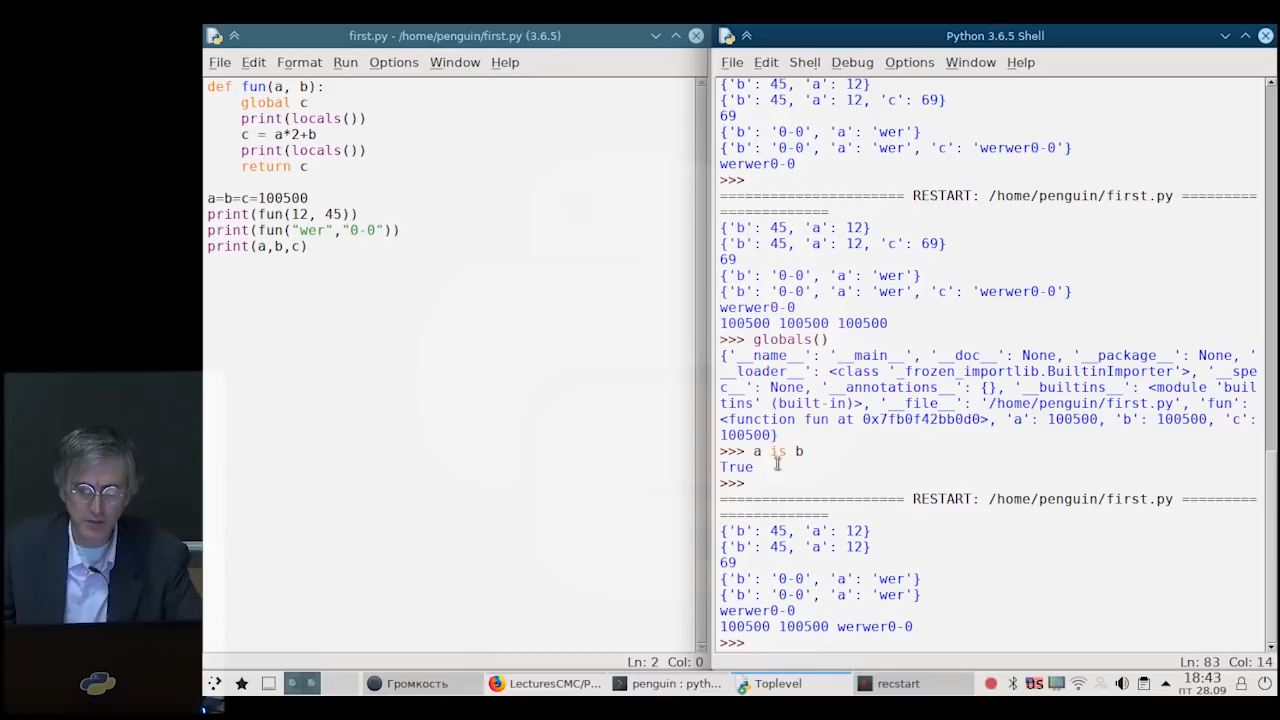 first.py - /home/penguin/first.py (3.6.5)
File Edit Format Run Options Window Help
def fun(a, b):
    global c
    print(locals())
    c = a*2+b
    print(locals())
    return c
a=b=c=100500
print(fun(12, 45))
print(fun("wer","0-0"))
print(a,b,c)
Ln: 2 Col: 0
Python 3.6.5 Shell
File Edit Shell Debug Options Window Help
{'b': 45, 'a': 12}
{'b': 45, 'a': 12, 'c': 69}
69
{'b': '0-0', 'a': 'wer'}
{'b': '0-0', 'a': 'wer', 'c': 'werwer0-0'}
werwer0-0
>>>
====================== RESTART: /home/penguin/first.py =========
=============
{'b': 45, 'a': 12}
{'b': 45, 'a': 12, 'c': 69}
69
{'b': '0-0', 'a': 'wer'}
{'b': '0-0', 'a': 'wer', 'c': 'werwer0-0'}
werwer0-0
100500 100500 100500
>>> globals()
{'__name__': '__main__', '__doc__': None, '__package__': None, '
__loader__': <class '_frozen_importlib.BuiltinImporter'>, '__spe
c__': None, '__annotations__': {}, '__builtins__': <module 'buil
tins' (built-in)>, '__file__': '/home/penguin/first.py', 'fun':
<function fun at 0x7fb0f42bb0d0>, 'a': 100500, 'b': 100500, 'c':
100500}
>>> a is b
True
>>>
====================== RESTART: /home/penguin/first.py =========
=============
{'b': 45, 'a': 12}
{'b': 45, 'a': 12}
69
{'b': '0-0', 'a': 'wer'}
{'b': '0-0', 'a': 'wer'}
werwer0-0
100500 100500 werwer0-0
>>>
Ln: 83 Col: 14
Громкость
LecturesCMC/P...
penguin : pyth...
Toplevel
recstart
US
18:43
пт 28.09